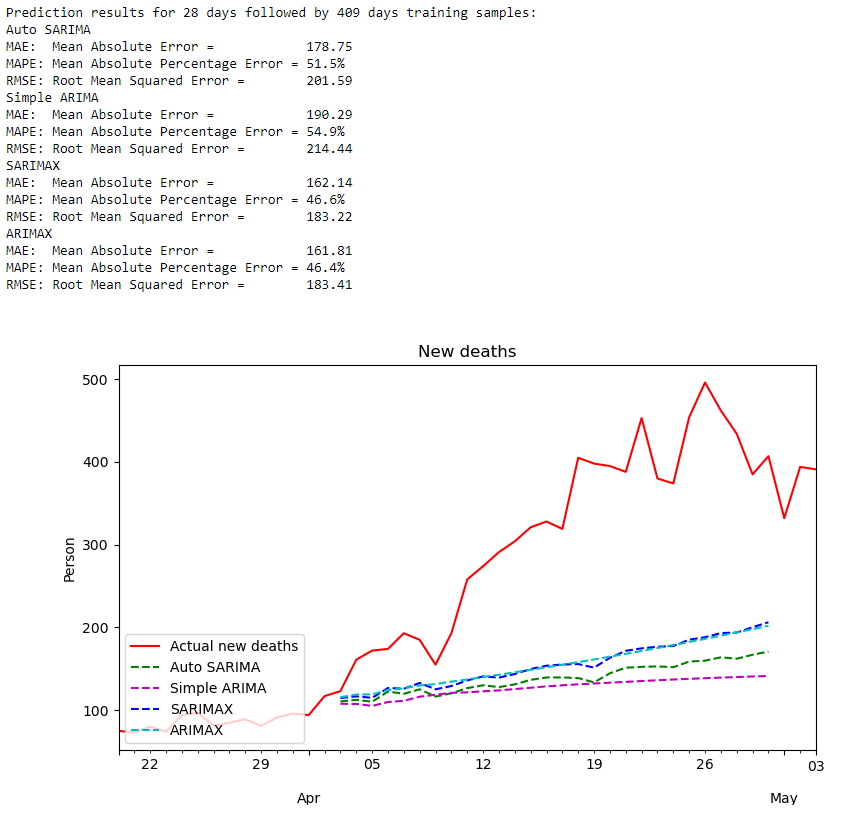 Prediction results for 28 days followed by 409 days training samples:
Auto SARIMA
MAE:  Mean Absolute Error =            178.75
MAPE: Mean Absolute Percentage Error = 51.5%
RMSE: Root Mean Squared Error =        201.59
Simple ARIMA
MAE:  Mean Absolute Error =            190.29
MAPE: Mean Absolute Percentage Error = 54.9%
RMSE: Root Mean Squared Error =        214.44
SARIMAX
MAE:  Mean Absolute Error =            162.14
MAPE: Mean Absolute Percentage Error = 46.6%
RMSE: Root Mean Squared Error =        183.22
ARIMAX
MAE:  Mean Absolute Error =            161.81
MAPE: Mean Absolute Percentage Error = 46.4%
RMSE: Root Mean Squared Error =        183.41
New deaths
500
400
300
200
100
Person
Actual new deaths
Auto SARIMA
Simple ARIMA
SARIMAX
ARIMAX
22 29 05 12 19 26 03
Apr May